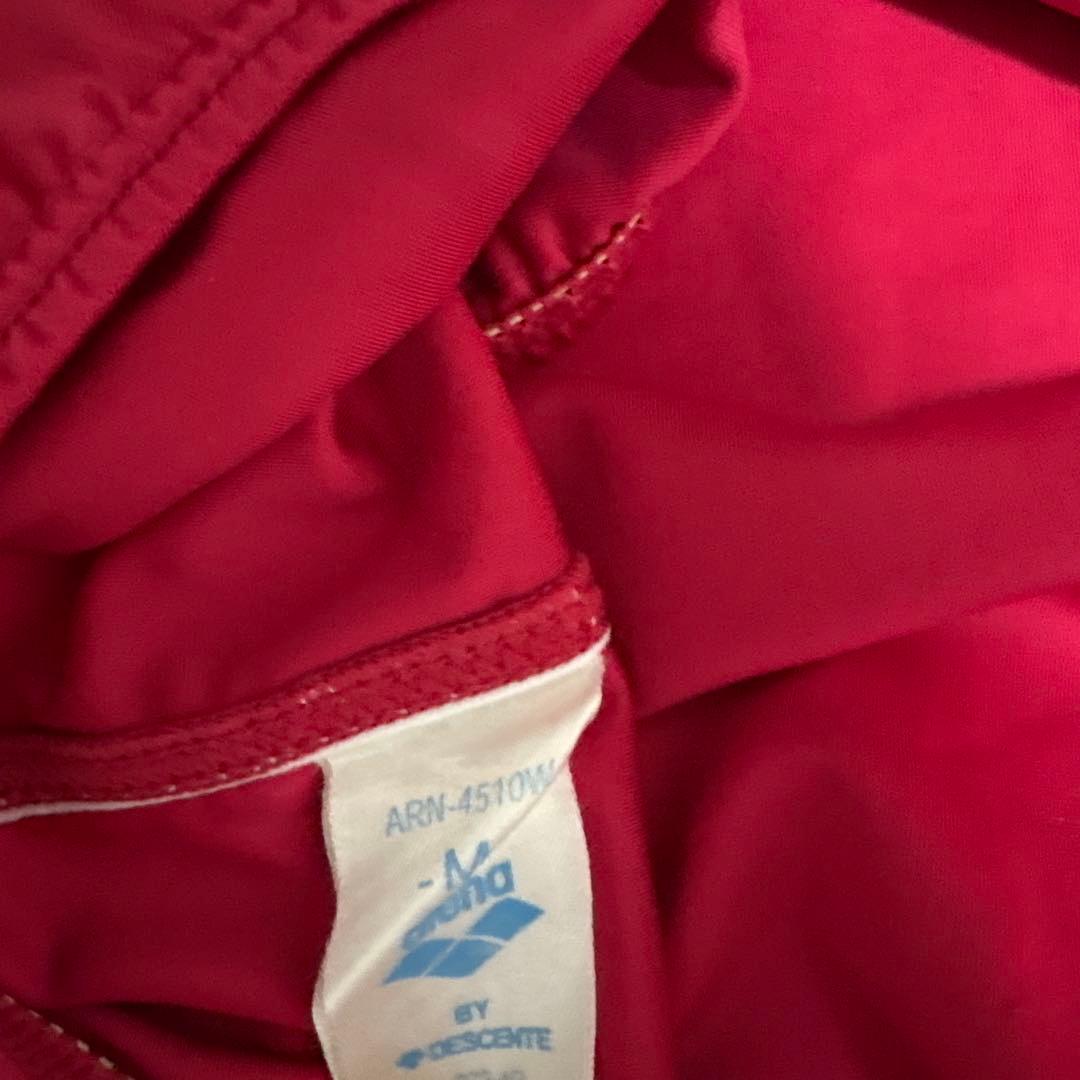 ARN-4510W
- M
arena
BY
DESCENTE